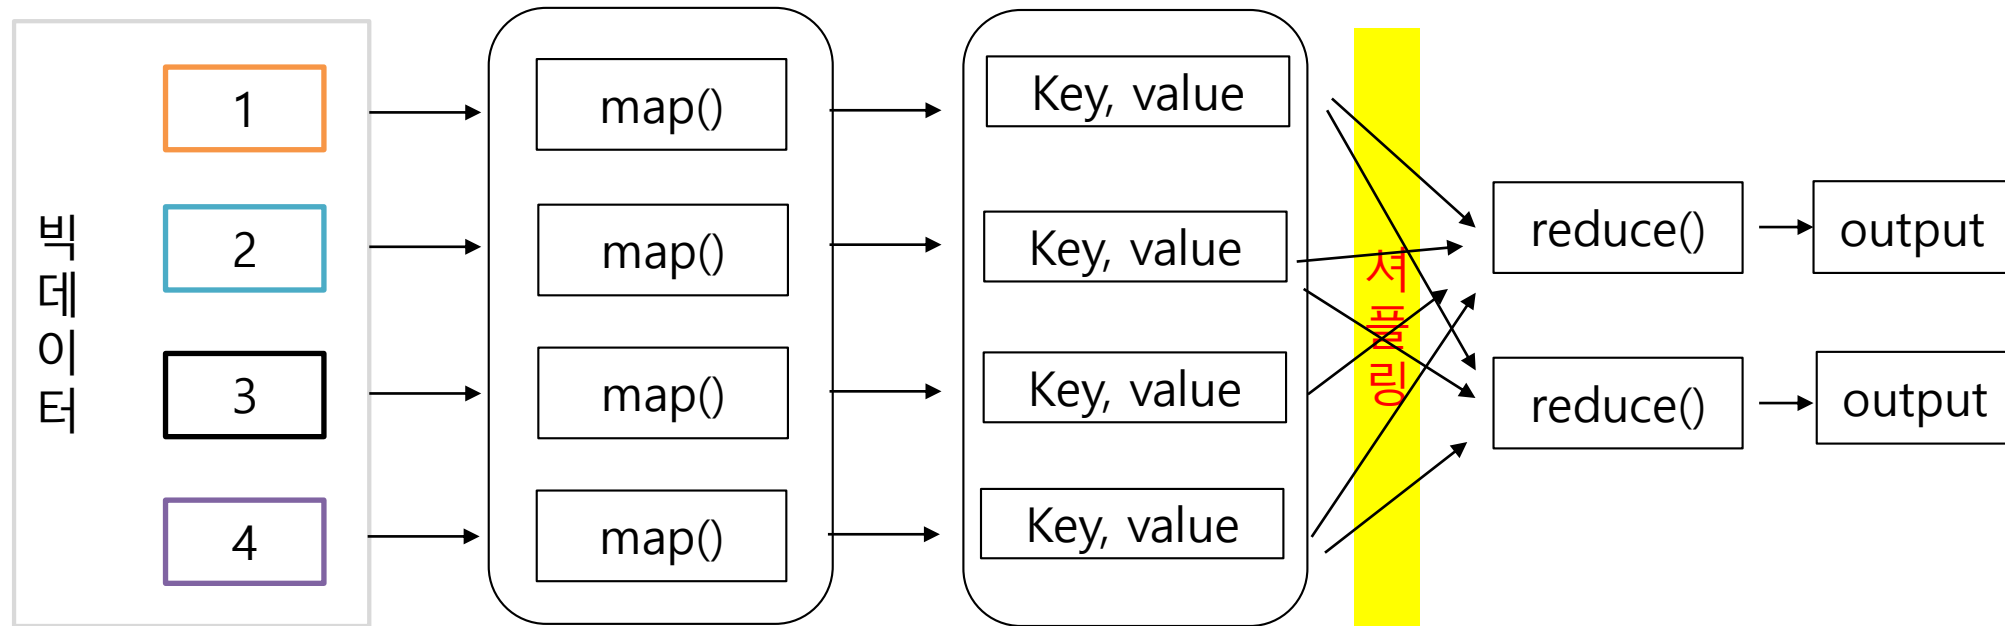 빅데이터
1
2
3
4
map()
map()
map()
map()
Key, value
Key, value
Key, value
Key, value
셔플링
reduce()
output
reduce()
output